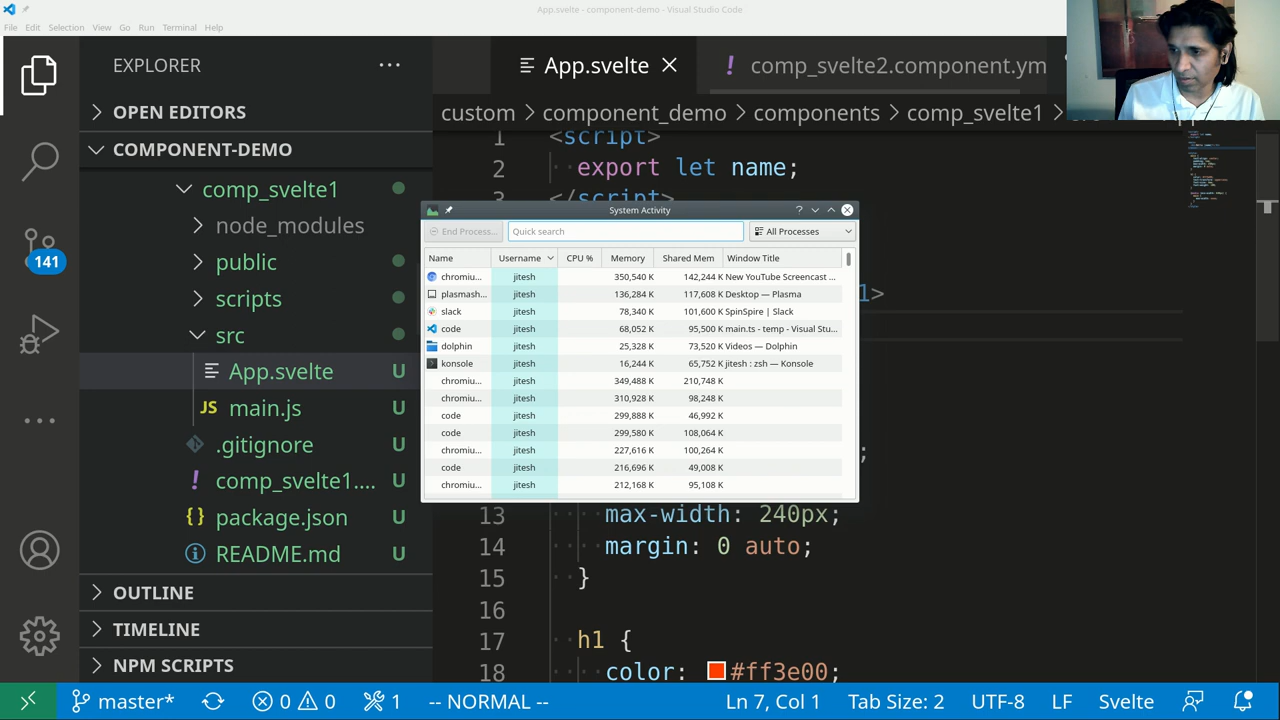 App.svelte - component-demo - Visual Studio Code
File Edit Selection View Go Run Terminal Help
EXPLORER
App.svelte
! comp_svelte2.component.ym
OPEN EDITORS
custom > component_demo > components > comp_svelte1 >
COMPONENT-DEMO
comp_svelte1
node_modules
public
scripts
src
App.svelte U
JS main.js U
.gitignore U
! comp_svelte1.... U
{} package.json U
README.md U
OUTLINE
TIMELINE
NPM SCRIPTS
141
1 <script>
2 export let name;
3 </script>
1>
;
13 max-width: 240px;
14 margin: 0 auto;
15 }
16
17 h1 {
18 color: #ff3e00;
System Activity
End Process... Quick search All Processes
Name Username CPU % Memory Shared Mem Window Title
chromiu... jitesh 350,540 K 142,244 K New YouTube Screencast ...
plasmash... jitesh 136,284 K 117,608 K Desktop — Plasma
slack jitesh 78,340 K 101,600 K SpinSpire | Slack
code jitesh 68,052 K 95,500 K main.ts - temp - Visual Stu...
dolphin jitesh 25,328 K 73,520 K Videos — Dolphin
konsole jitesh 16,244 K 65,752 K jitesh : zsh — Konsole
chromiu... jitesh 349,488 K 210,748 K
chromiu... jitesh 310,928 K 98,248 K
code jitesh 299,888 K 46,992 K
code jitesh 299,580 K 108,064 K
chromiu... jitesh 227,616 K 100,264 K
code jitesh 216,696 K 49,008 K
chromiu... jitesh 212,168 K 95,108 K
master* 0 0 1 -- NORMAL -- Ln 7, Col 1 Tab Size: 2 UTF-8 LF Svelte